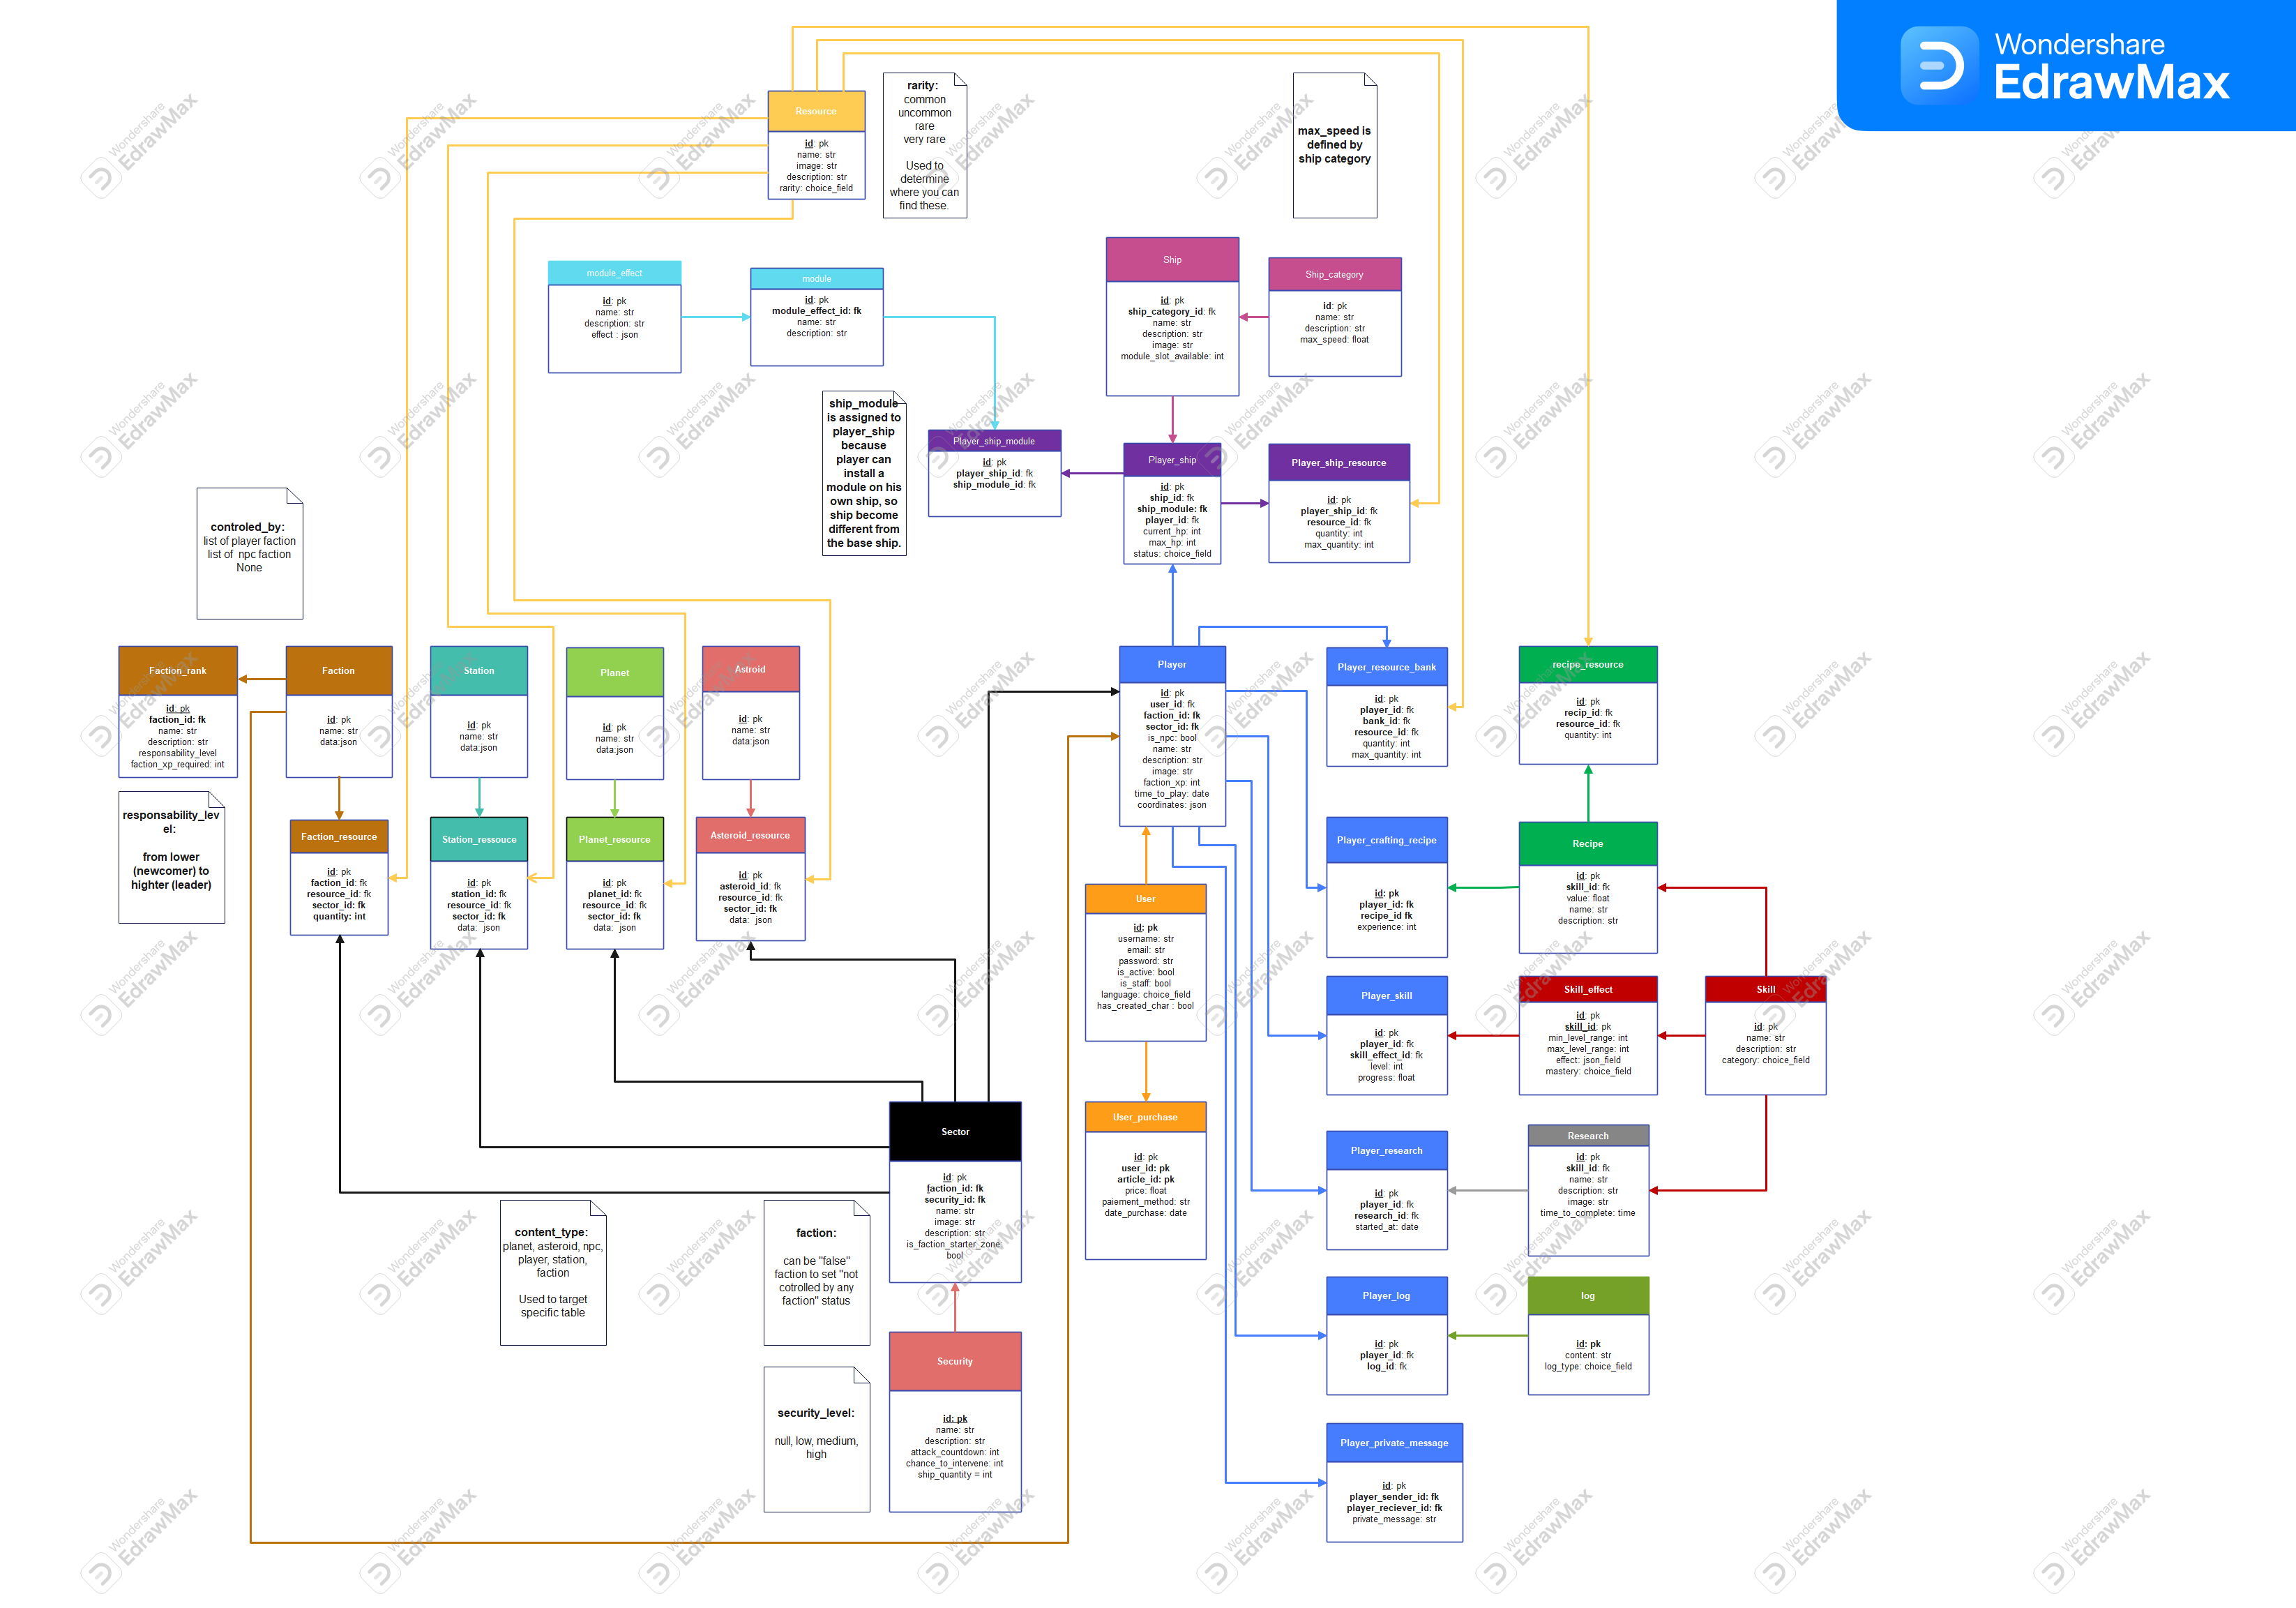 Wondershare
EdrawMax
Resource
id: pk
name: str
image: str
description: str
rarity: choice_field
rarity:
common
uncommon
rare
very rare
Used to
determine
where you can
find these.
max_speed is
defined by
ship category
module_effect
id: pk
name: str
description: str
effect : json
module
id: pk
module_effect_id: fk
name: str
description: str
Ship
id: pk
ship_category_id: fk
name: str
description: str
image: str
module_slot_available: int
Ship_category
id: pk
name: str
description: str
max_speed: float
ship_module
is assigned to
player_ship
because
player can
install a
module on his
own ship, so
ship become
different from
the base ship.
Player_ship_module
id: pk
player_ship_id: fk
ship_module_id: fk
Player_ship
id: pk
ship_id: fk
ship_module: fk
player_id: fk
current_hp: int
max_hp: int
status: choice_field
Player_ship_resource
id: pk
player_ship_id: fk
resource_id: fk
quantity: int
max_quantity: int
controled_by:
list of player faction
list of npc faction
None
Faction_rank
id: pk
faction_id: fk
name: str
description: str
responsability_level
faction_xp_required: int
Faction
id: pk
name: str
data:json
Station
id: pk
name: str
data:json
Planet
id: pk
name: str
data:json
Astroid
id: pk
name: str
data:json
Player
id: pk
user_id: fk
faction_id: fk
sector_id: fk
is_npc: bool
name: str
description: str
image: str
faction_xp: int
time_to_play: date
coordinates: json
Player_resource_bank
id: pk
player_id: fk
bank_id: fk
resource_id: fk
quantity: int
max_quantity: int
recipe_resource
id: pk
recip_id: fk
resource_id: fk
quantity: int
responsability_lev
el:
from lower
(newcomer) to
highter (leader)
Faction_resource
id: pk
faction_id: fk
resource_id: fk
sector_id: fk
quantity: int
Station_ressouce
id: pk
station_id: fk
resource_id: fk
sector_id: fk
data: json
Planet_resource
id: pk
planet_id: fk
resource_id: fk
sector_id: fk
data: json
Asteroid_resource
id: pk
asteroid_id: fk
resource_id: fk
sector_id: fk
data: json
Player_crafting_recipe
id: pk
player_id: fk
recipe_id fk
experience: int
Recipe
id: pk
skill_id: fk
value: float
name: str
description: str
User
id: pk
username: str
email: str
password: str
is_active: bool
is_staff: bool
language: choice_field
has_created_char : bool
Player_skill
id: pk
player_id: fk
skill_effect_id: fk
level: int
progress: float
Skill_effect
id: pk
skill_id: pk
min_level_range: int
max_level_range: int
effect: json_field
mastery: choice_field
Skill
id: pk
name: str
description: str
category: choice_field
User_purchase
id: pk
user_id: pk
article_id: pk
price: float
paiement_method: str
date_purchase: date
Sector
id: pk
faction_id: fk
security_id: fk
name: str
image: str
description: str
is_faction_starter_zone:
bool
Player_research
id: pk
player_id: fk
research_id: fk
started_at: date
Research
id: pk
skill_id: fk
name: str
description: str
image: str
time_to_complete: time
content_type:
planet, asteroid, npc,
player, station,
faction
Used to target
specific table
faction:
can be "false"
faction to set "not
cotrolled by any
faction" status
Player_log
id: pk
player_id: fk
log_id: fk
log
id: pk
content: str
log_type: choice_field
security_level:
null, low, medium,
high
Security
id: pk
name: str
description: str
attack_countdown: int
chance_to_intervene: int
ship_quantity = int
Player_private_message
id: pk
player_sender_id: fk
player_reciever_id: fk
private_message: str